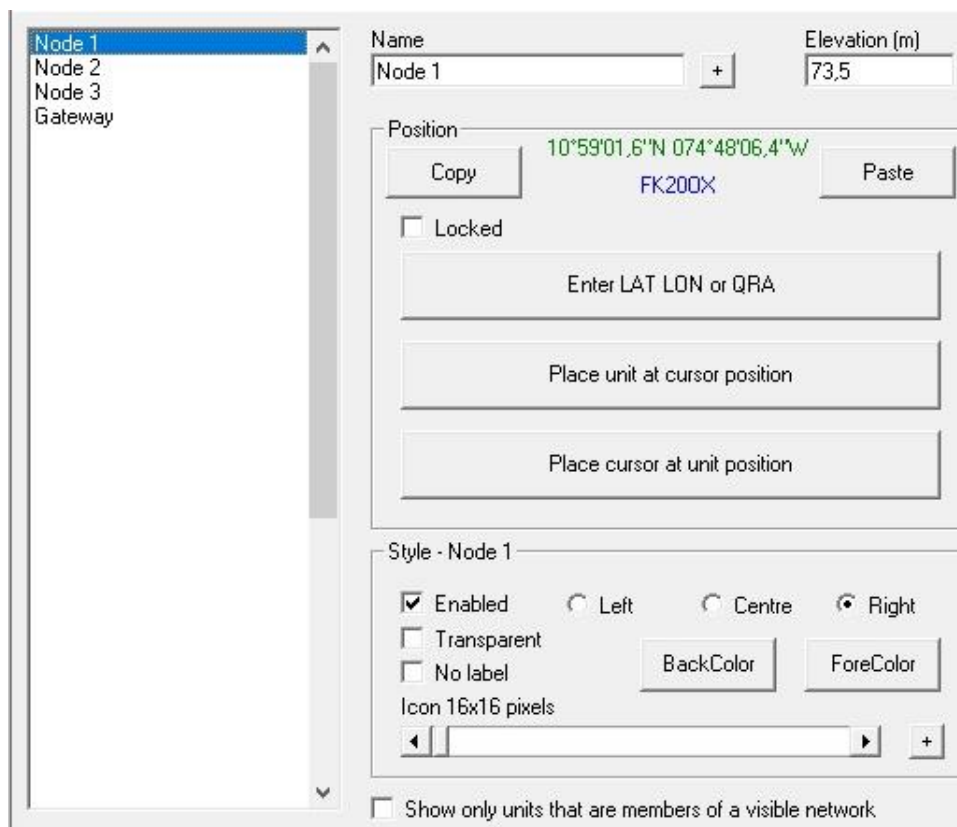 Node 1
Node 2
Node 3
Gateway
Name
Elevation (m)
Node 1
+
73,5
Position
Copy
10°59'01,6"N 074°48'06,4"W
FK20OX
Paste
Locked
Enter LAT LON or QRA
Place unit at cursor position
Place cursor at unit position
Style - Node 1
Enabled
Left
Centre
Right
Transparent
No label
BackColor
ForeColor
Icon 16x16 pixels
+
Show only units that are members of a visible network